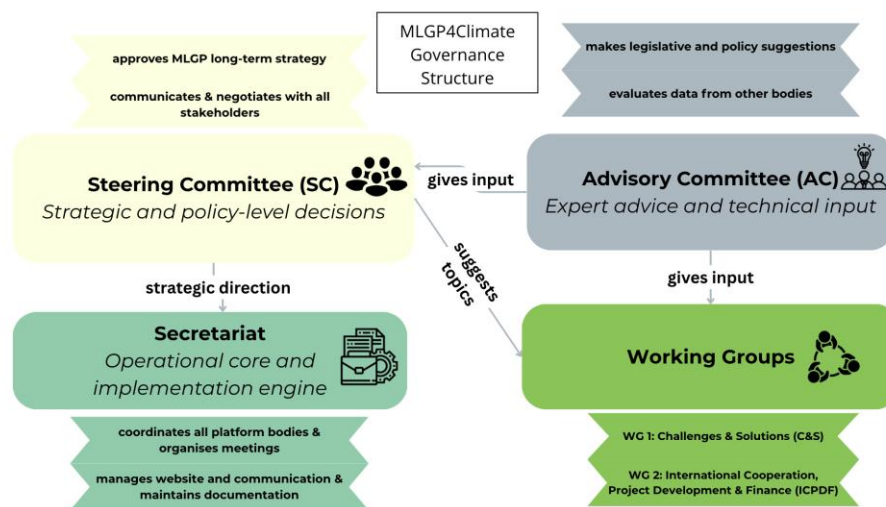 MLGP4Climate
Governance
Structure
approves MLGP long-term strategy
communicates & negotiates with all
stakeholders
makes legislative and policy suggestions
evaluates data from other bodies
Steering Committee (SC)
Strategic and policy-level decisions
gives input
Advisory Committee (AC)
Expert advice and technical input
strategic direction
suggests
topics
gives input
Secretariat
Operational core and
implementation engine
Working Groups
coordinates all platform bodies &
organises meetings
manages website and communication &
maintains documentation
WG 1: Challenges & Solutions (C&S)
WG 2: International Cooperation,
Project Development & Finance (ICPDF)